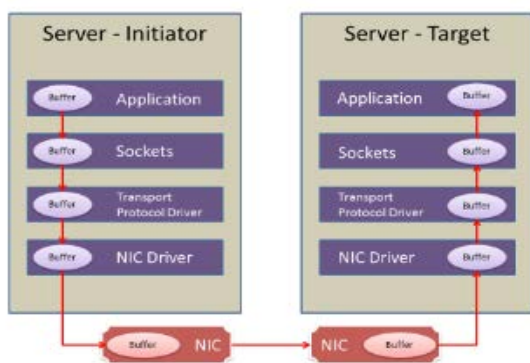 Server - Initiator
Buffer Application
Buffer Sockets
Buffer Transport
Protocol Driver
Buffer NIC Driver
Buffer NIC
Server - Target
Application Buffer
Sockets Buffer
Transport
Protocol Driver Buffer
NIC Driver Buffer
NIC Buffer